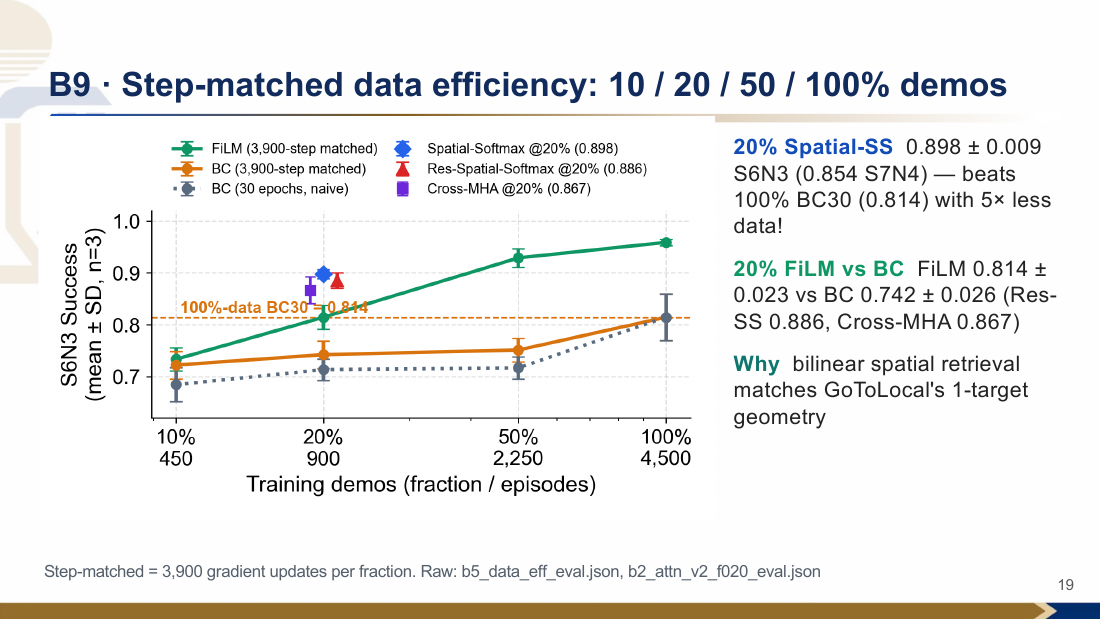 B9 · Step-matched data efficiency: 10 / 20 / 50 / 100% demos
FiLM (3,900-step matched)
BC (3,900-step matched)
BC (30 epochs, naive)
Spatial-Softmax @20% (0.898)
Res-Spatial-Softmax @20% (0.886)
Cross-MHA @20% (0.867)
S6N3 Success
(mean ± SD, n=3)
1.0
0.9
0.8
0.7
100%-data BC30 = 0.814
10%
450
20%
900
50%
2,250
100%
4,500
Training demos (fraction / episodes)
20% Spatial-SS 0.898 ± 0.009
S6N3 (0.854 S7N4) — beats
100% BC30 (0.814) with 5× less
data!
20% FiLM vs BC FiLM 0.814 ±
0.023 vs BC 0.742 ± 0.026 (Res-
SS 0.886, Cross-MHA 0.867)
Why bilinear spatial retrieval
matches GoToLocal's 1-target
geometry
Step-matched = 3,900 gradient updates per fraction. Raw: b5_data_eff_eval.json, b2_attn_v2_f020_eval.json
19